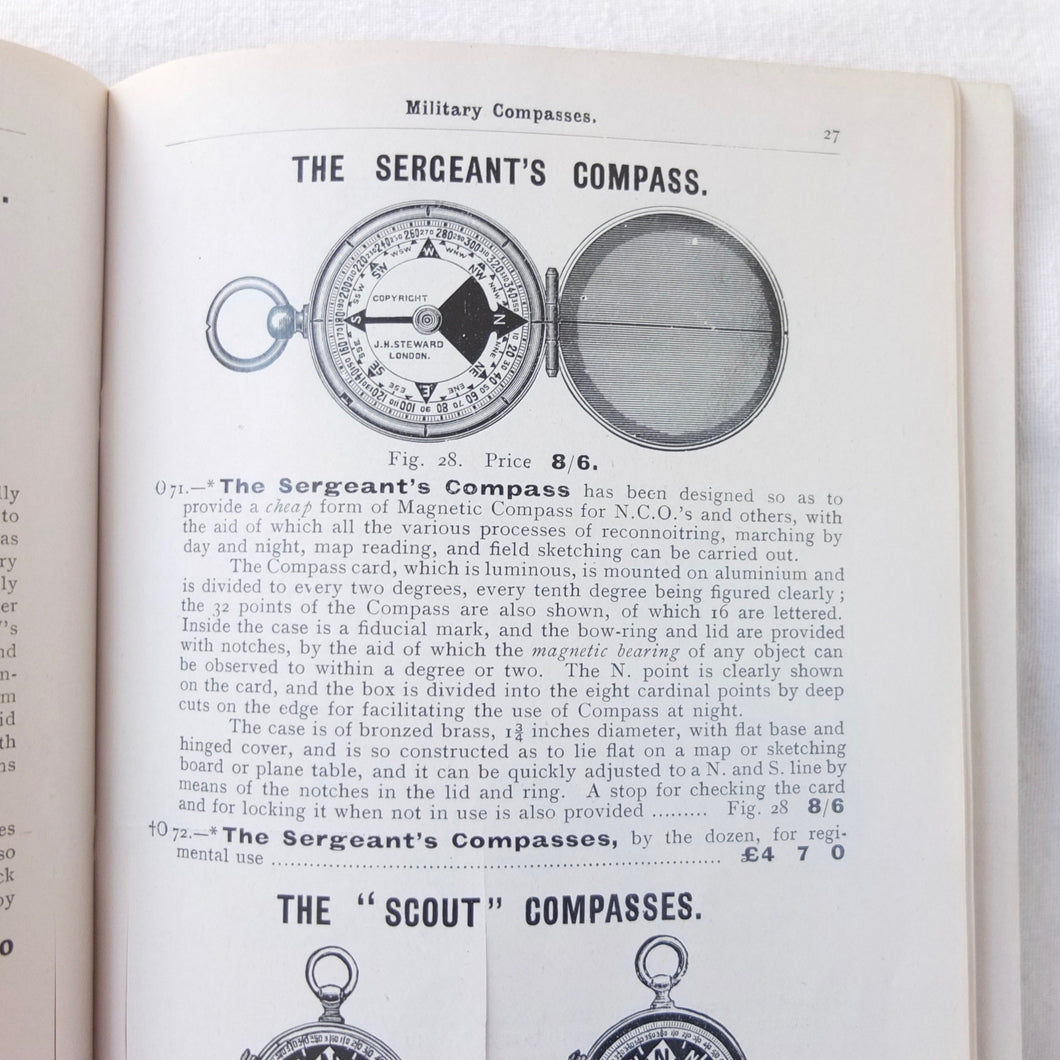 Military Compasses.
27
THE SERGEANT'S COMPASS.
COPYRIGHT
J.H. STEWARD
LONDON.
Fig. 28. Price 8/6.
O 71.—*The Sergeant's Compass has been designed so as to
provide a cheap form of Magnetic Compass for N.C.O.'s and others, with
the aid of which all the various processes of reconnoitring, marching by
day and night, map reading, and field sketching can be carried out.
The Compass card, which is luminous, is mounted on aluminium and
is divided to every two degrees, every tenth degree being figured clearly;
the 32 points of the Compass are also shown, of which 16 are lettered.
Inside the case is a fiducial mark, and the bow-ring and lid are provided
with notches, by the aid of which the magnetic bearing of any object can
be observed to within a degree or two. The N. point is clearly shown
on the card, and the box is divided into the eight cardinal points by deep
cuts on the edge for facilitating the use of Compass at night.
The case is of bronzed brass, 1¾ inches diameter, with flat base and
hinged cover, and is so constructed as to lie flat on a map or sketching
board or plane table, and it can be quickly adjusted to a N. and S. line by
means of the notches in the lid and ring. A stop for checking the card
and for locking it when not in use is also provided ......... Fig. 28 8/6
†O 72.—*The Sergeant's Compasses, by the dozen, for regi-
mental use ........................................................ £4 7 0
THE "SCOUT" COMPASSES.